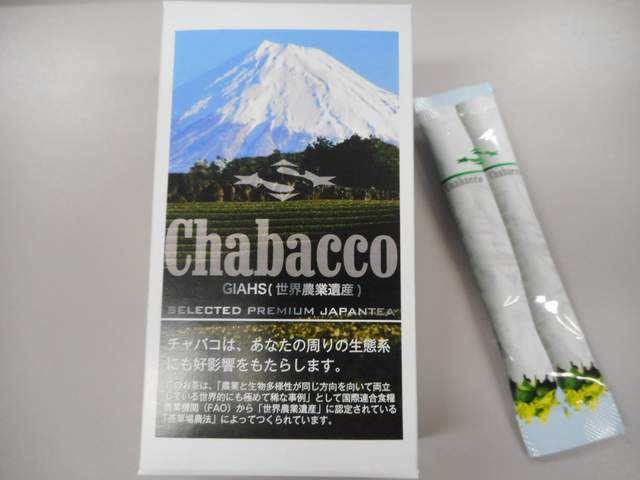 Chabacco
GIAHS(世界農業遺産)
SELECTED PREMIUM JAPANTEA
チャバコは、あなたの周りの生態系
にも好影響をもたらします。
このお茶は、「農業と生物多様性が同じ方向を向いて両立
している世界的にも極めて稀な事例」として国際連合食糧
農業機関（FAO）から「世界農業遺産」に認定されている
「茶草場農法」によってつくられています。
Chabacco
Chabacco